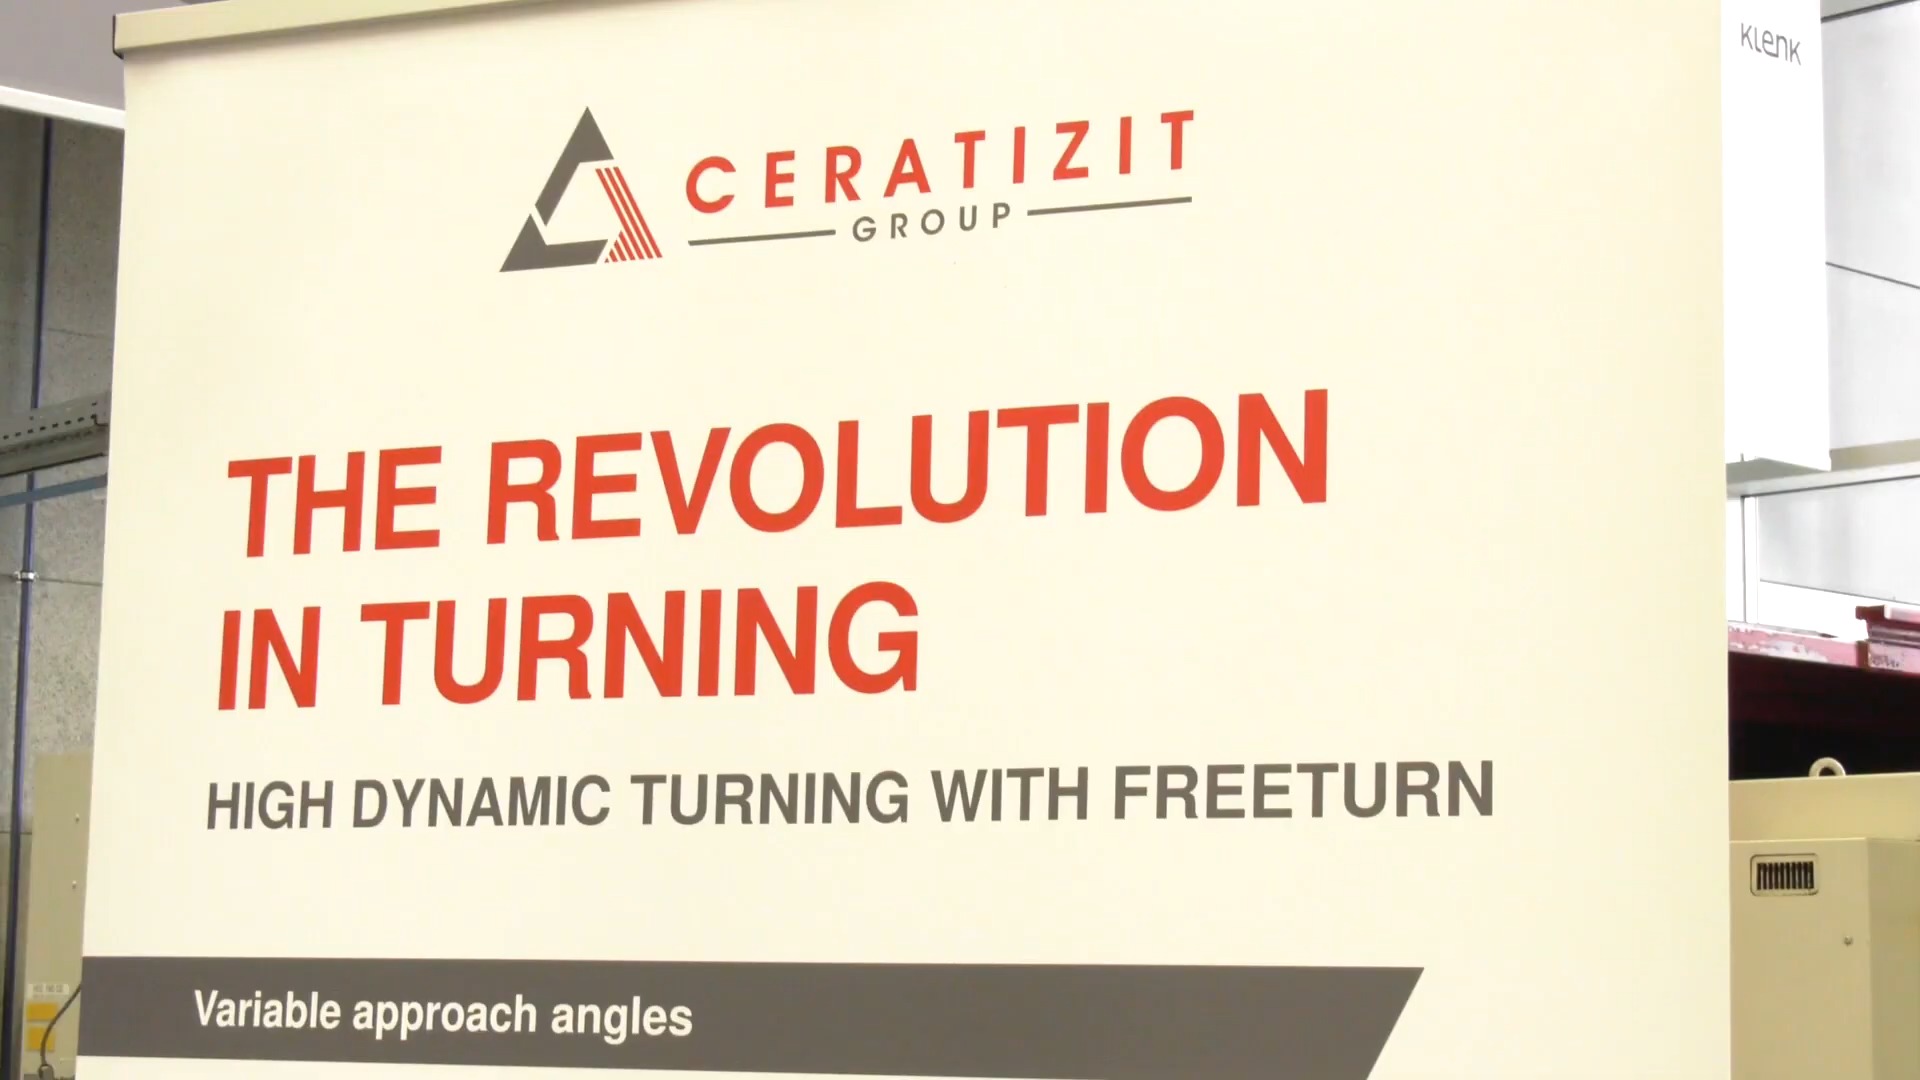 Klenk
CERATIZIT
GROUP
THE REVOLUTION
IN TURNING
HIGH DYNAMIC TURNING WITH FREETURN
Variable approach angles